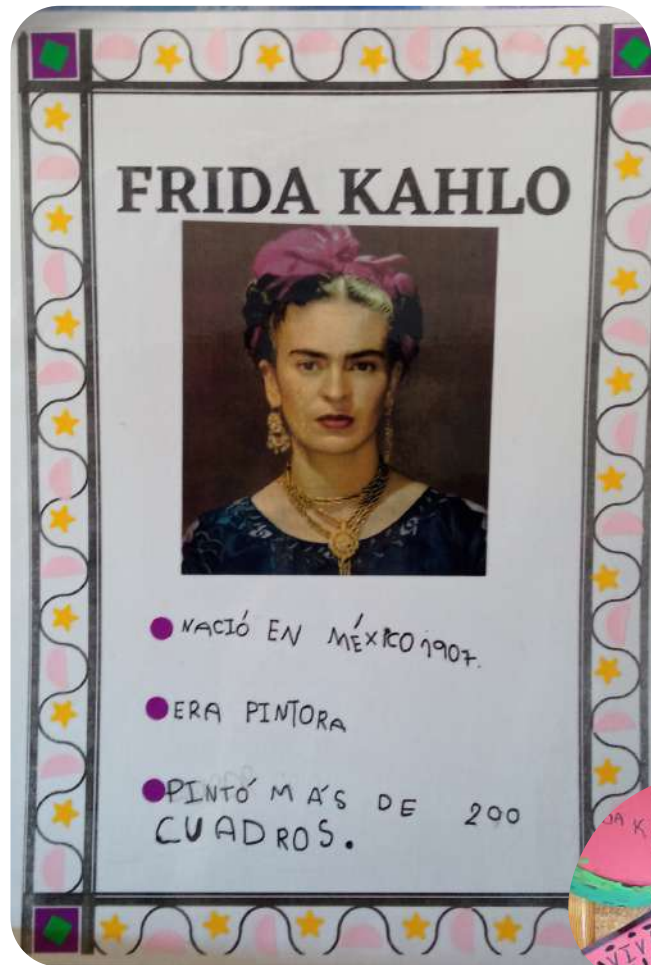 FRIDA KAHLO
NACIÓ EN MÉXICO 1907.
ERA PINTORA
PINTÓ MÁS DE 200
CUADROS.